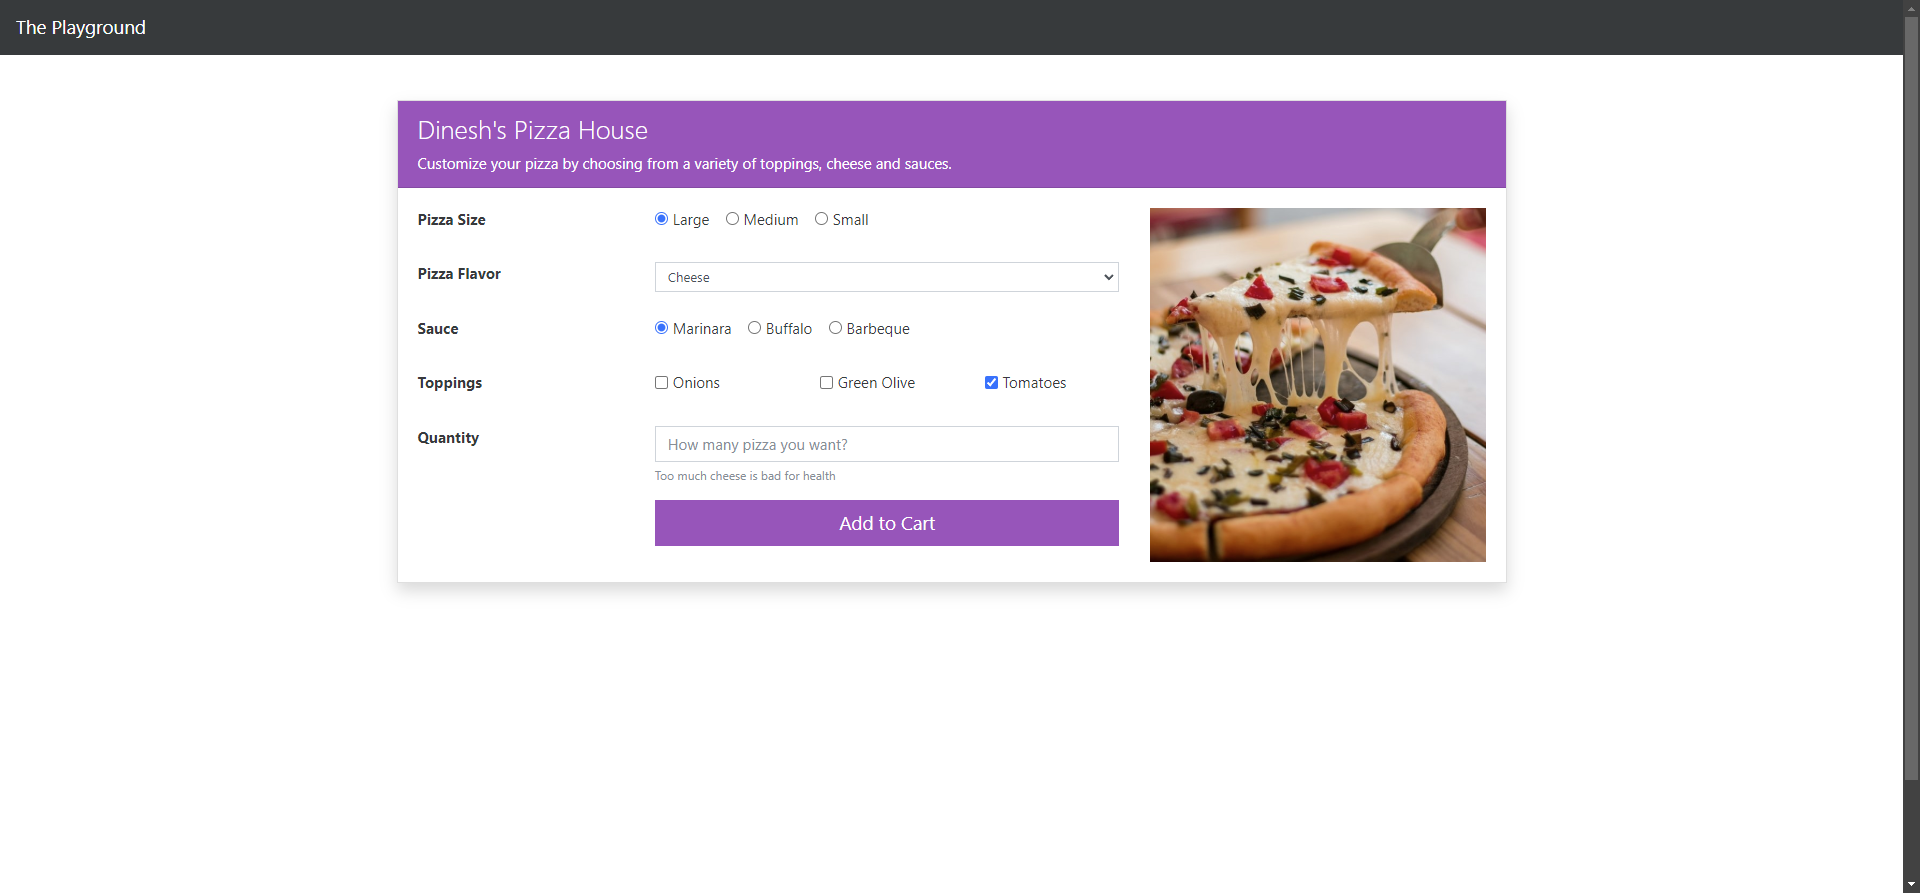 The Playground
Dinesh's Pizza House
Customize your pizza by choosing from a variety of toppings, cheese and sauces.
Pizza Size
Large Medium Small
Pizza Flavor
Cheese
Sauce
Marinara Buffalo Barbeque
Toppings
Onions Green Olive Tomatoes
Quantity
How many pizza you want?
Too much cheese is bad for health
Add to Cart